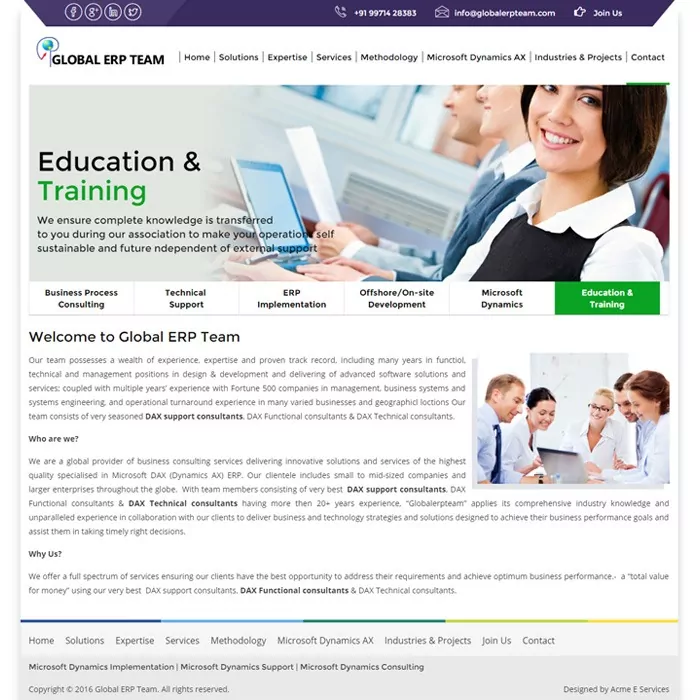 +91 99714 28383 info@globalerpteam.com Join Us
GLOBAL ERP TEAM
Home Solutions Expertise Services Methodology Microsoft Dynamics AX Industries & Projects Contact
Education &
Training
We ensure complete knowledge is transferred
to you during our association to make your operations self
sustainable and future ndependent of external support
Business Process Consulting
Technical Support
ERP Implementation
Offshore/On-site Development
Microsoft Dynamics
Education & Training
Welcome to Global ERP Team
Our team possesses a wealth of experience, expertise and proven track record, including many years in functiol,
technical and management positions in design & development and delivering of advanced software solutions and
services; coupled with multiple years' experience with Fortune 500 companies in management, business systems and
systems engineering, and operational turnaround experience in many varied businesses and geographicl loctions Our
team consists of very seasoned DAX support consultants, DAX Functional consultants & DAX Technical consultants.
Who are we?
We are a global provider of business consulting services delivering innovative solutions and services of the highest
quality specialised in Microsoft DAX (Dynamics AX) ERP. Our clientele includes small to mid-sized companies and
larger enterprises throughout the globe. With team members consisting of very best DAX support consultants, DAX
Functional consultants & DAX Technical consultants having more then 20+ years experience, "Globalerpteam" applies its comprehensive industry knowledge and
unparalleled experience in collaboration with our clients to deliver business and technology strategies and solutions designed to achieve their business performance goals and
assist them in taking timely right decisions.
Why Us?
We offer a full spectrum of services ensuring our clients have the best opportunity to address their requirements and achieve optimum business performance.- a "total value
for money" using our very best DAX support consultants, DAX Functional consultants & DAX Technical consultants.
Home Solutions Expertise Services Methodology Microsoft Dynamics AX Industries & Projects Join Us Contact
Microsoft Dynamics Implementation | Microsoft Dynamics Support | Microsoft Dynamics Consulting
Copyright © 2016 Global ERP Team. All rights reserved. Designed by Acme E Services